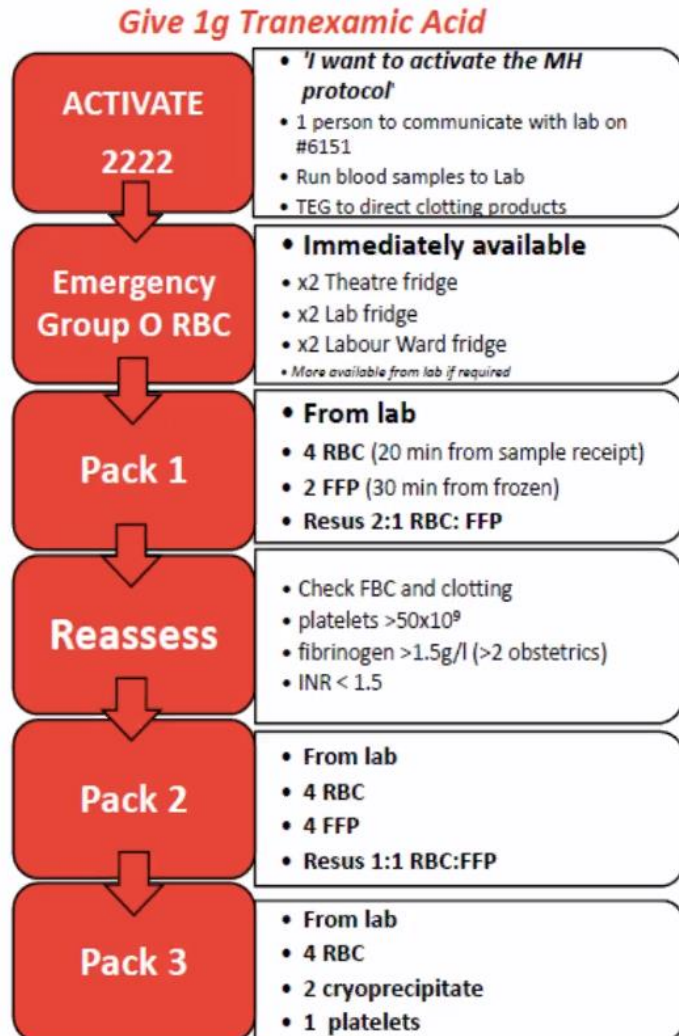 Give 1g Tranexamic Acid
ACTIVATE
2222
• 'I want to activate the MH
protocol'
• 1 person to communicate with lab on
#6151
• Run blood samples to Lab
• TEG to direct clotting products
Emergency
Group O RBC
• Immediately available
• x2 Theatre fridge
• x2 Lab fridge
• x2 Labour Ward fridge
• More available from lab if required
Pack 1
• From lab
• 4 RBC (20 min from sample receipt)
• 2 FFP (30 min from frozen)
• Resus 2:1 RBC: FFP
Reassess
• Check FBC and clotting
• platelets >50x10⁹
• fibrinogen >1.5g/l (>2 obstetrics)
• INR < 1.5
Pack 2
• From lab
• 4 RBC
• 4 FFP
• Resus 1:1 RBC:FFP
Pack 3
• From lab
• 4 RBC
• 2 cryoprecipitate
• 1 platelets